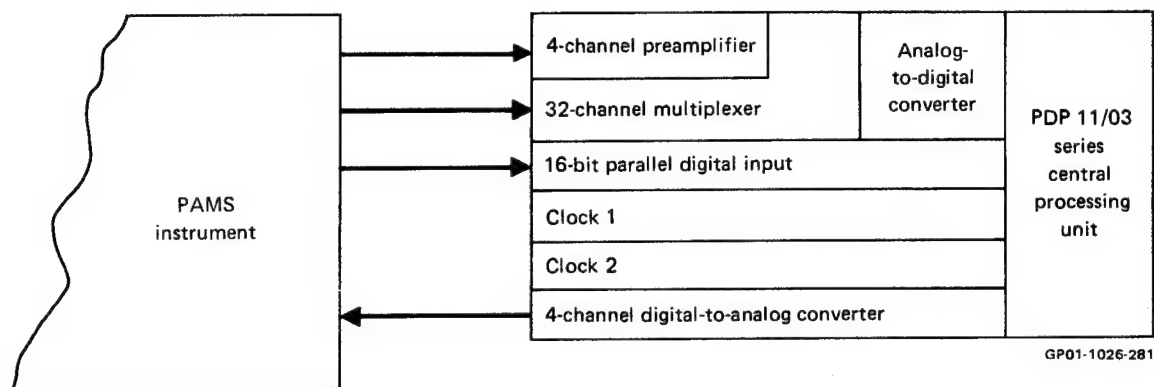 PAMS
instrument
4-channel preamplifier
32-channel multiplexer
Analog-
to-digital
converter
16-bit parallel digital input
Clock 1
Clock 2
4-channel digital-to-analog converter
PDP 11/03
series
central
processing
unit
GP01-1026-281